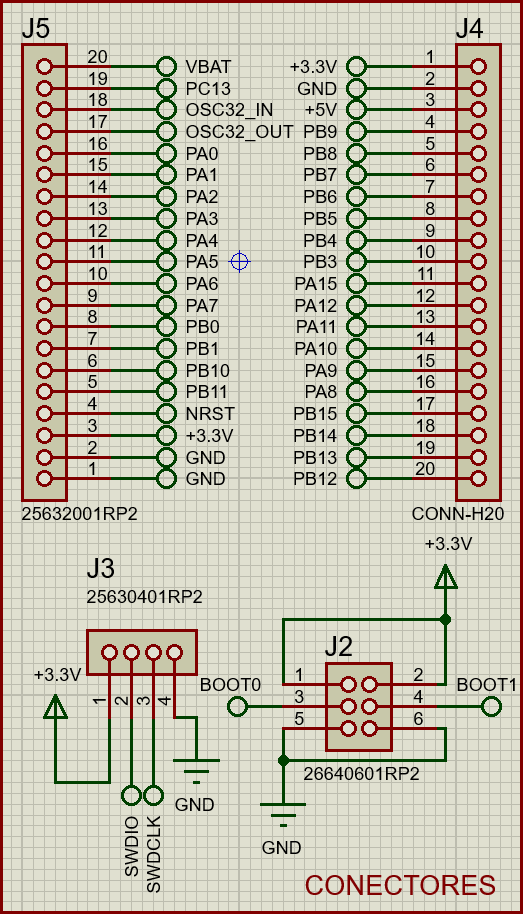 J5 J4
20 VBAT +3.3V 1
19 PC13 GND 2
18 OSC32_IN +5V 3
17 OSC32_OUT PB9 4
16 PA0 PB8 5
15 PA1 PB7 6
14 PA2 PB6 7
13 PA3 PB5 8
12 PA4 PB4 9
11 PA5 PB3 10
10 PA6 PA15 11
9 PA7 PA12 12
8 PB0 PA11 13
7 PB1 PA10 14
6 PB10 PA9 15
5 PB11 PA8 16
4 NRST PB15 17
3 +3.3V PB14 18
2 GND PB13 19
1 GND PB12 20
25632001RP2 CONN-H20
+3.3V
J3
25630401RP2
J2
+3.3V
1 2 3 4
BOOT0 BOOT1
1 2
3 4
5 6
26640601RP2
GND
SWDIO
SWDCLK
GND
CONECTORES